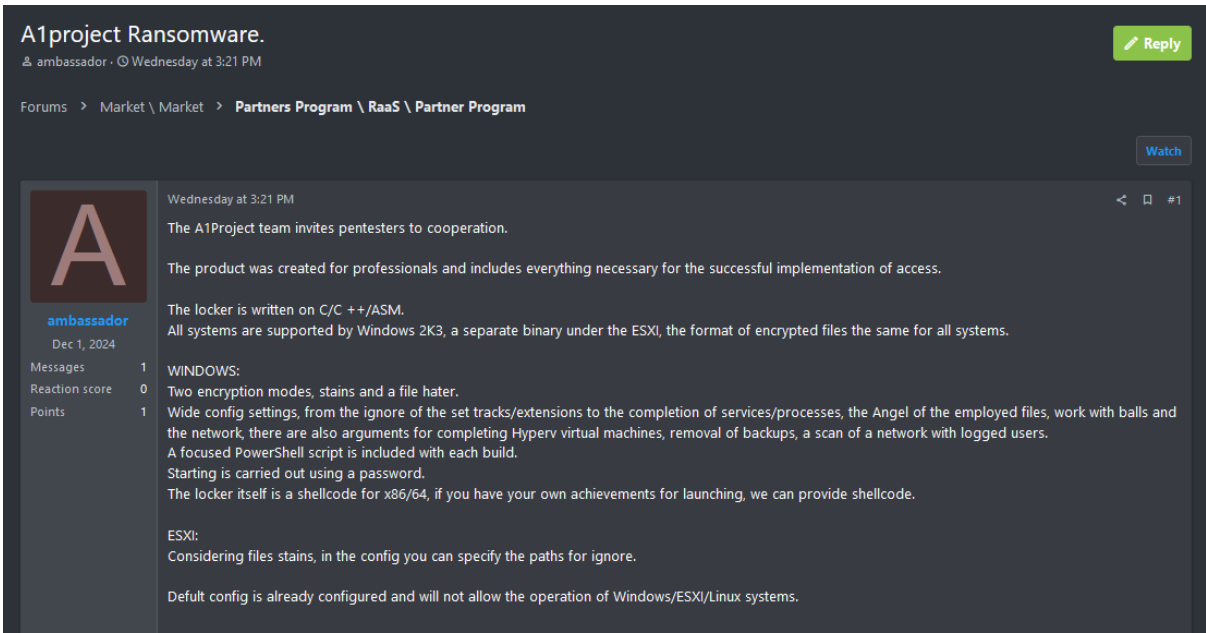 A1project Ransomware.
ambassador · Wednesday at 3:21 PM
Reply
Forums > Market \ Market > Partners Program \ RaaS \ Partner Program
Watch
A
ambassador
Dec 1, 2024
Messages 1
Reaction score 0
Points 1
Wednesday at 3:21 PM
#1
The A1Project team invites pentesters to cooperation.
The product was created for professionals and includes everything necessary for the successful implementation of access.
The locker is written on C/C ++/ASM.
All systems are supported by Windows 2K3, a separate binary under the ESXI, the format of encrypted files the same for all systems.
WINDOWS:
Two encryption modes, stains and a file hater.
Wide config settings, from the ignore of the set tracks/extensions to the completion of services/processes, the Angel of the employed files, work with balls and
the network, there are also arguments for completing Hyperv virtual machines, removal of backups, a scan of a network with logged users.
A focused PowerShell script is included with each build.
Starting is carried out using a password.
The locker itself is a shellcode for x86/64, if you have your own achievements for launching, we can provide shellcode.
ESXI:
Considering files stains, in the config you can specify the paths for ignore.
Defult config is already configured and will not allow the operation of Windows/ESXI/Linux systems.